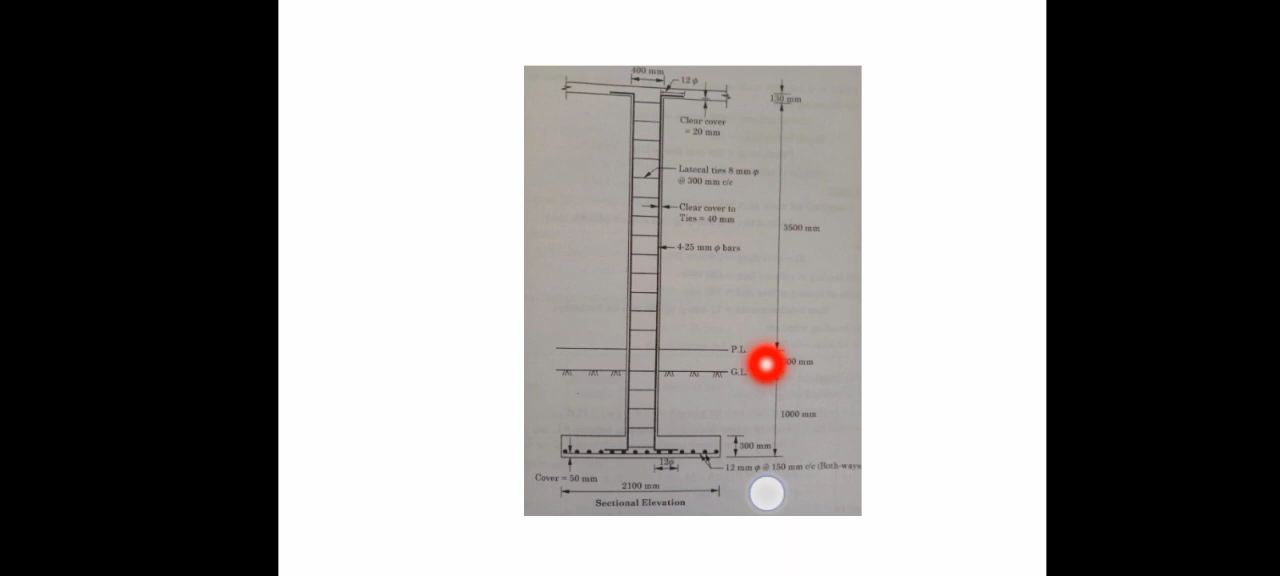 400 mm
12 φ
130 mm
Clear cover
= 20 mm
Lateral ties 8 mm φ
@ 300 mm c/c
Clear cover to
Ties = 40 mm
3500 mm
4-25 mm φ bars
P.L.
00 mm
G.L.
1000 mm
300 mm
12φ
12 mm φ @ 150 mm c/c (Both-ways
Cover = 50 mm
2100 mm
Sectional Elevation